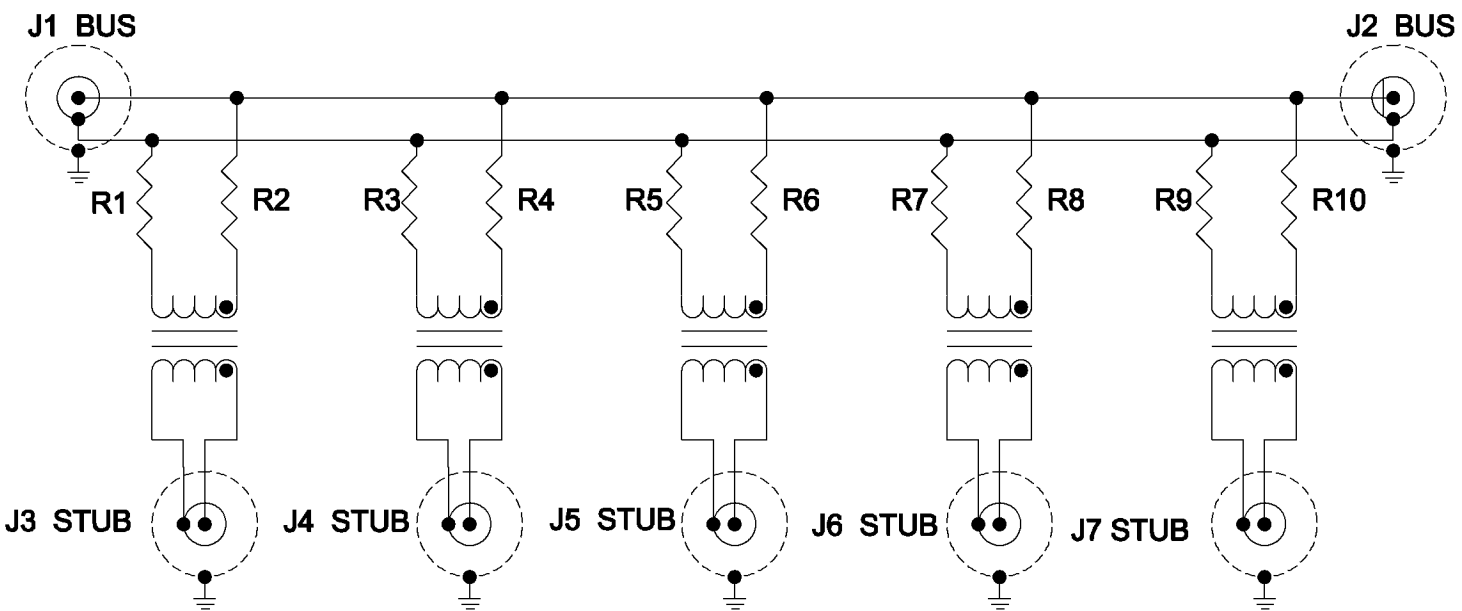 J1 BUS
J2 BUS
R1
R2
R3
R4
R5
R6
R7
R8
R9
R10
J3 STUB
J4 STUB
J5 STUB
J6 STUB
J7 STUB